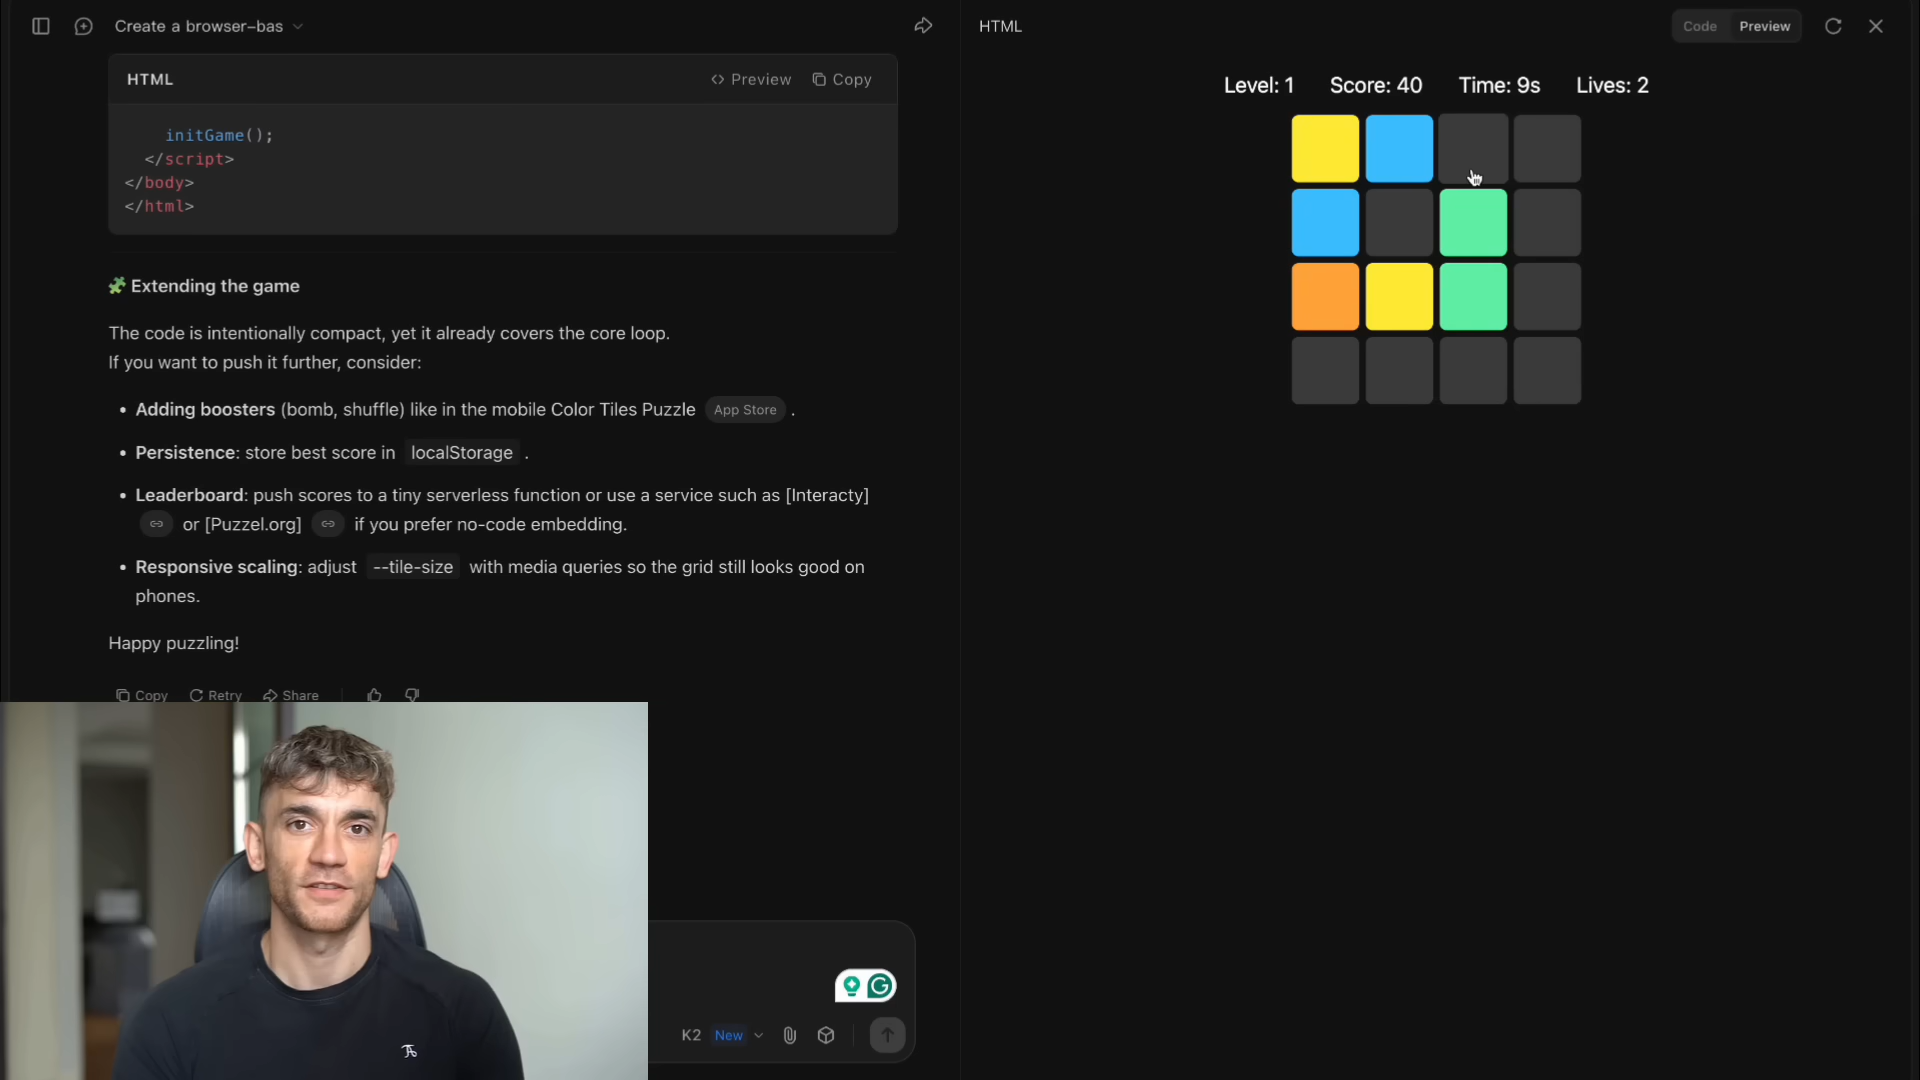 Create a browser-bas
HTML
Preview
Copy
initGame();
</script>
</body>
</html>
Extending the game
The code is intentionally compact, yet it already covers the core loop.
If you want to push it further, consider:
• Adding boosters (bomb, shuffle) like in the mobile Color Tiles Puzzle App Store .
• Persistence: store best score in localStorage .
• Leaderboard: push scores to a tiny serverless function or use a service such as [Interacty]
or [Puzzel.org] if you prefer no-code embedding.
• Responsive scaling: adjust --tile-size with media queries so the grid still looks good on
phones.
Happy puzzling!
Copy Retry Share
K2 New
HTML
Code Preview
Level: 1 Score: 40 Time: 9s Lives: 2